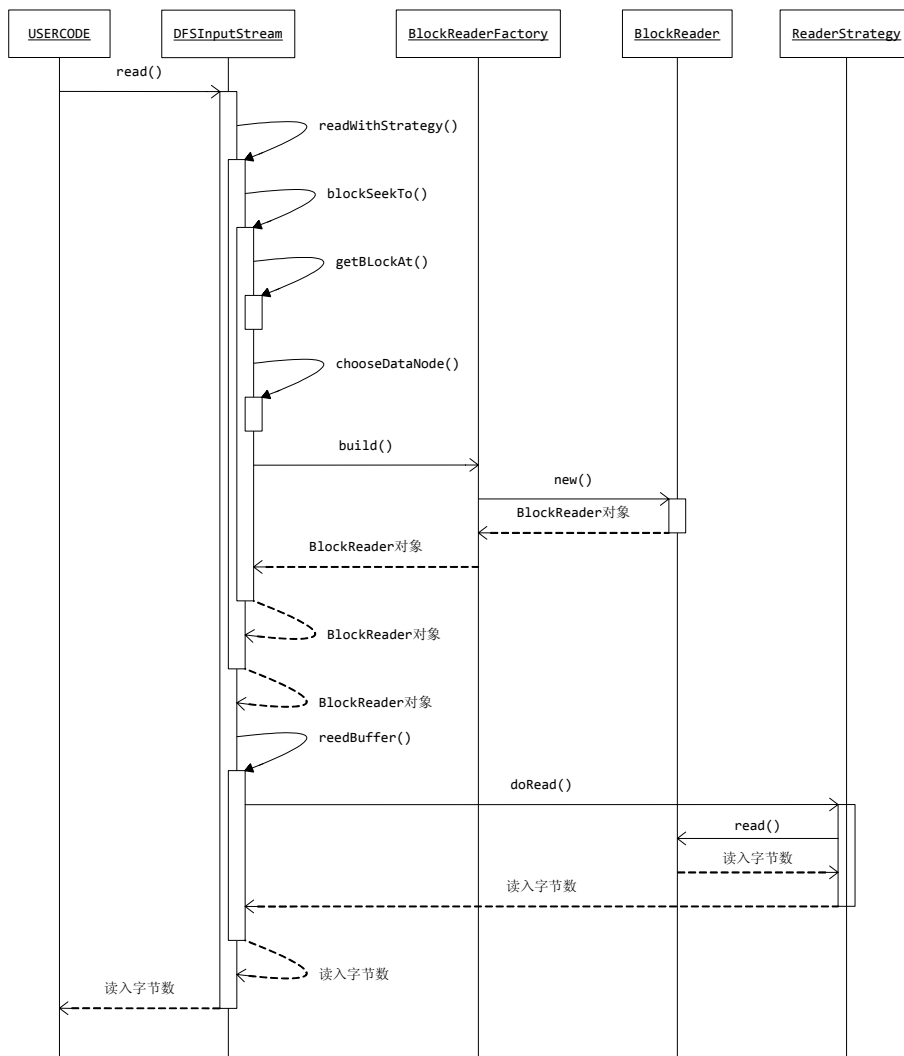 USERCODE
DFSInputStream
BlockReaderFactory
BlockReader
ReaderStrategy
read()
readWithStrategy()
blockSeekTo()
getBLockAt()
chooseDataNode()
build()
new()
BlockReader对象
BlockReader对象
BlockReader对象
BlockReader对象
reedBuffer()
doRead()
read()
读入字节数
读入字节数
读入字节数
读入字节数